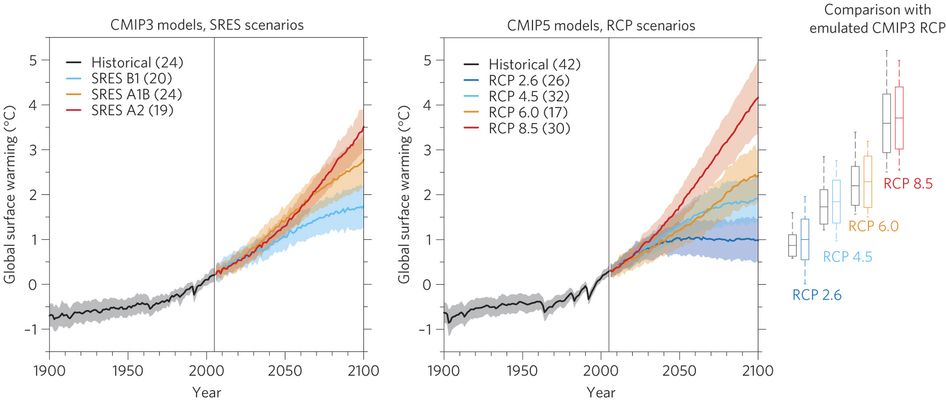 CMIP3 models, SRES scenarios
5
4
3
2
1
0
−1
Global surface warming (°C)
Historical (24)
SRES B1 (20)
SRES A1B (24)
SRES A2 (19)
1900
1950
2000
2050
2100
Year
CMIP5 models, RCP scenarios
5
4
3
2
1
0
−1
Global surface warming (°C)
Historical (42)
RCP 2.6 (26)
RCP 4.5 (32)
RCP 6.0 (17)
RCP 8.5 (30)
1900
1950
2000
2050
2100
Year
Comparison with
emulated CMIP3 RCP
RCP 8.5
RCP 6.0
RCP 4.5
RCP 2.6